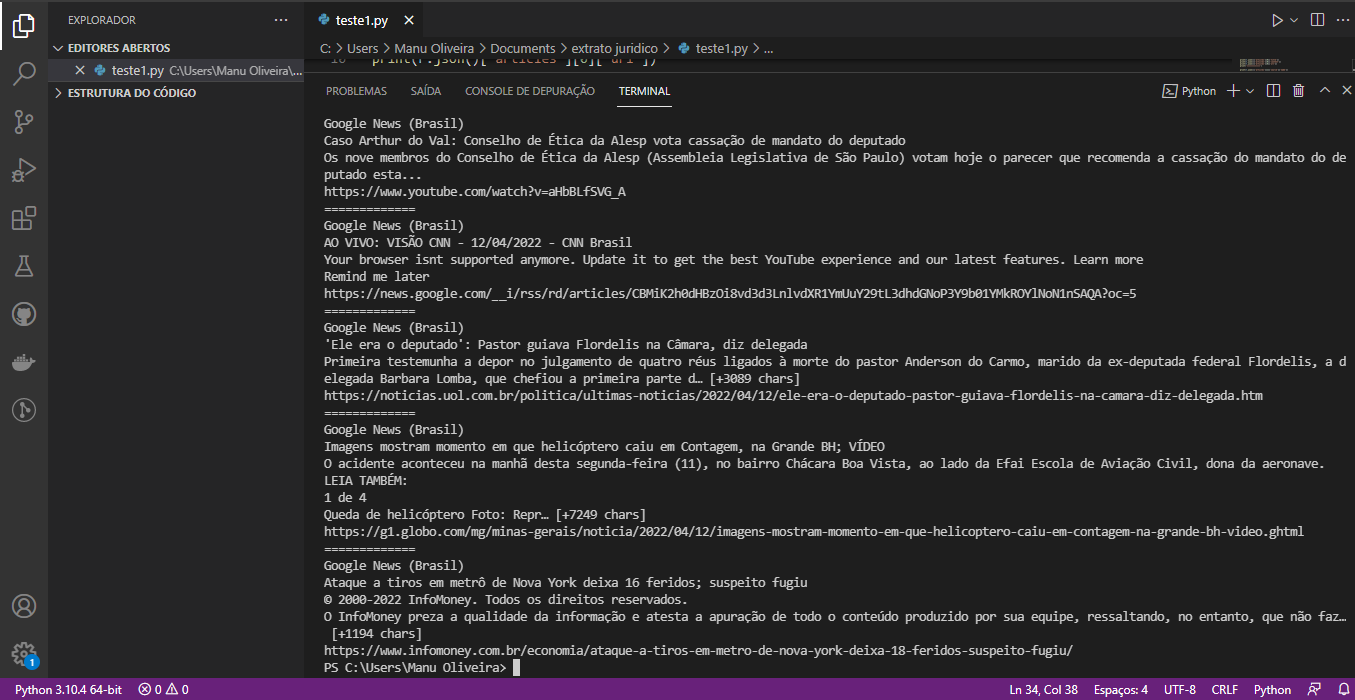 EXPLORADOR
···
teste1.py
EDITORES ABERTOS
teste1.py C:\Users\Manu Oliveira\...
ESTRUTURA DO CÓDIGO
C: > Users > Manu Oliveira > Documents > extrato juridico > teste1.py > ...
print(r.json()['articles'][0]['url'])
PROBLEMAS SAÍDA CONSOLE DE DEPURAÇÃO TERMINAL
Python
Google News (Brasil)
Caso Arthur do Val: Conselho de Ética da Alesp vota cassação de mandato do deputado
Os nove membros do Conselho de Ética da Alesp (Assembleia Legislativa de São Paulo) votam hoje o parecer que recomenda a cassação do mandato do de
putado esta...
https://www.youtube.com/watch?v=aHbBLfSVG_A
=============
Google News (Brasil)
AO VIVO: VISÃO CNN - 12/04/2022 - CNN Brasil
Your browser isnt supported anymore. Update it to get the best YouTube experience and our latest features. Learn more
Remind me later
https://news.google.com/__i/rss/rd/articles/CBMiK2h0dHBzOi8vd3d3LnlvdXR1YmUuY29tL3dhdGNoP3Y9b01YMkROYlNoN1nSAQA?oc=5
=============
Google News (Brasil)
'Ele era o deputado': Pastor guiava Flordelis na Câmara, diz delegada
Primeira testemunha a depor no julgamento de quatro réus ligados à morte do pastor Anderson do Carmo, marido da ex-deputada federal Flordelis, a d
elegada Barbara Lomba, que chefiou a primeira parte d… [+3089 chars]
https://noticias.uol.com.br/politica/ultimas-noticias/2022/04/12/ele-era-o-deputado-pastor-guiava-flordelis-na-camara-diz-delegada.htm
=============
Google News (Brasil)
Imagens mostram momento em que helicóptero caiu em Contagem, na Grande BH; VÍDEO
O acidente aconteceu na manhã desta segunda-feira (11), no bairro Chácara Boa Vista, ao lado da Efai Escola de Aviação Civil, dona da aeronave.
LEIA TAMBÉM:
1 de 4
Queda de helicóptero Foto: Repr… [+7249 chars]
https://g1.globo.com/mg/minas-gerais/noticia/2022/04/12/imagens-mostram-momento-em-que-helicoptero-caiu-em-contagem-na-grande-bh-video.ghtml
=============
Google News (Brasil)
Ataque a tiros em metrô de Nova York deixa 16 feridos; suspeito fugiu
© 2000-2022 InfoMoney. Todos os direitos reservados.
O InfoMoney preza a qualidade da informação e atesta a apuração de todo o conteúdo produzido por sua equipe, ressaltando, no entanto, que não faz…
[+1194 chars]
https://www.infomoney.com.br/economia/ataque-a-tiros-em-metro-de-nova-york-deixa-18-feridos-suspeito-fugiu/
PS C:\Users\Manu Oliveira>
1
Python 3.10.4 64-bit 0 0 Ln 34, Col 38 Espaços: 4 UTF-8 CRLF Python